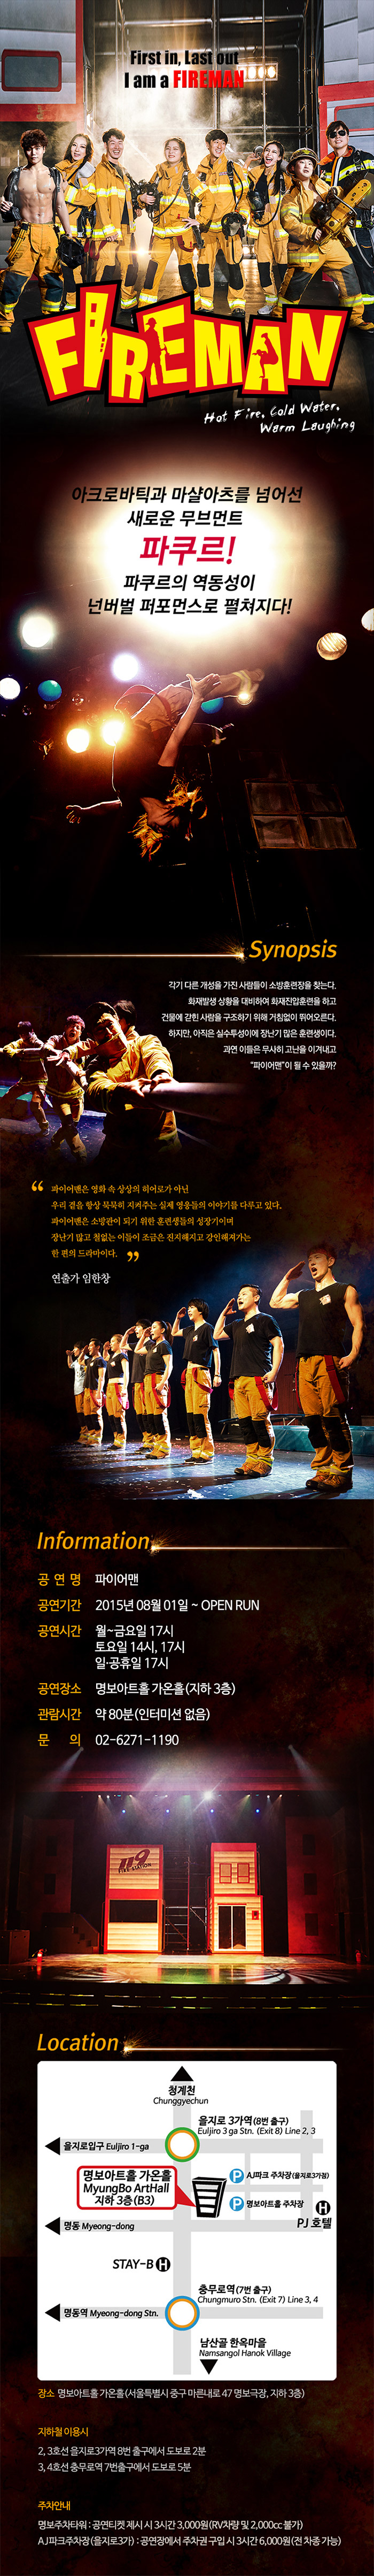 First in, Last out
I am a FIREMAN
FIREMAN
Hot Fire, Cold Water,
Warm Laughing
아크로바틱과 마샬아츠를 넘어선
새로운 무브먼트
파쿠르!
파쿠르의 역동성이
넌버벌 퍼포먼스로 펼쳐지다!
Synopsis
각기 다른 개성을 가진 사람들이 소방훈련장을 찾는다.
화재발생 상황을 대비하여 화재진압훈련을 하고
건물에 갇힌 사람을 구조하기 위해 거침없이 뛰어오른다.
하지만, 아직은 실수투성이에 장난기 많은 훈련생이다.
과연 이들은 무사히 고난을 이겨내고
“파이어맨”이 될 수 있을까?
“ 파이어맨은 영화 속 상상의 히어로가 아닌
우리 곁을 항상 묵묵히 지켜주는 실제 영웅들의 이야기를 다루고 있다.
파이어맨은 소방관이 되기 위한 훈련생들의 성장기이며
장난기 많고 철없는 이들이 조금은 진지해지고 강인해져가는
한 편의 드라마이다. ”
연출가 임한창
Information
공 연 명 파이어맨
공연기간 2015년 08월 01일 ~ OPEN RUN
공연시간 월~금요일 17시
토요일 14시, 17시
일·공휴일 17시
공연장소 명보아트홀 가온홀(지하 3층)
관람시간 약 80분(인터미션 없음)
문 의 02-6271-1190
119
FIRE STATION
Location
청계천
Chunggyechun
을지로 3가역(8번 출구)
Euljiro 3 ga Stn. (Exit 8) Line 2, 3
을지로입구 Euljiro 1-ga
P AJ파크 주차장(을지로3가점)
명보아트홀 가온홀
MyungBo ArtHall
지하 3층(B3)
P 명보아트홀 주차장
H
PJ 호텔
명동 Myeong-dong
STAY-B H
충무로역(7번 출구)
Chungmuro Stn. (Exit 7) Line 3, 4
명동역 Myeong-dong Stn.
남산골 한옥마을
Namsangol Hanok Village
장소 명보아트홀 가온홀(서울특별시 중구 마른내로 47 명보극장, 지하 3층)
지하철 이용시
2, 3호선 을지로3가역 8번 출구에서 도보로 2분
3, 4호선 충무로역 7번출구에서 도보로 5분
주차안내
명보주차타워 : 공연티켓 제시 시 3시간 3,000원(RV차량 및 2,000cc 불가)
AJ파크주차장(을지로3가) : 공연장에서 주차권 구입 시 3시간 6,000원(전 차종 가능)